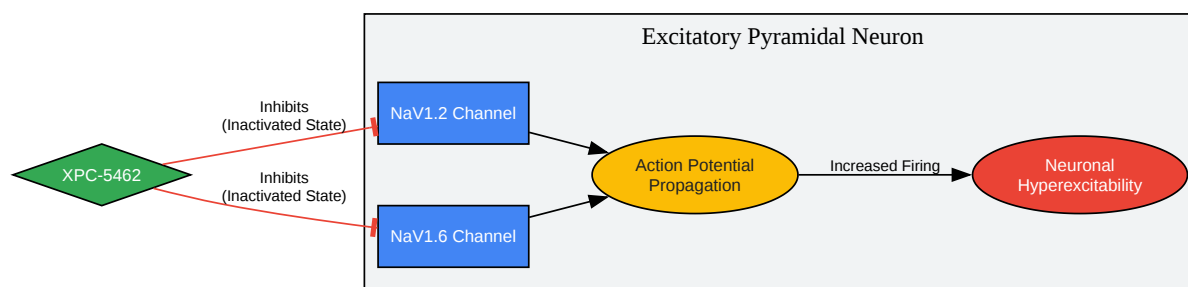 Excitatory Pyramidal Neuron
Inhibits
(Inactivated State)
NaV1.2 Channel
XPC-5462
Inhibits
(Inactivated State)
NaV1.6 Channel
Action Potential
Propagation
Increased Firing
Neuronal
Hyperexcitability